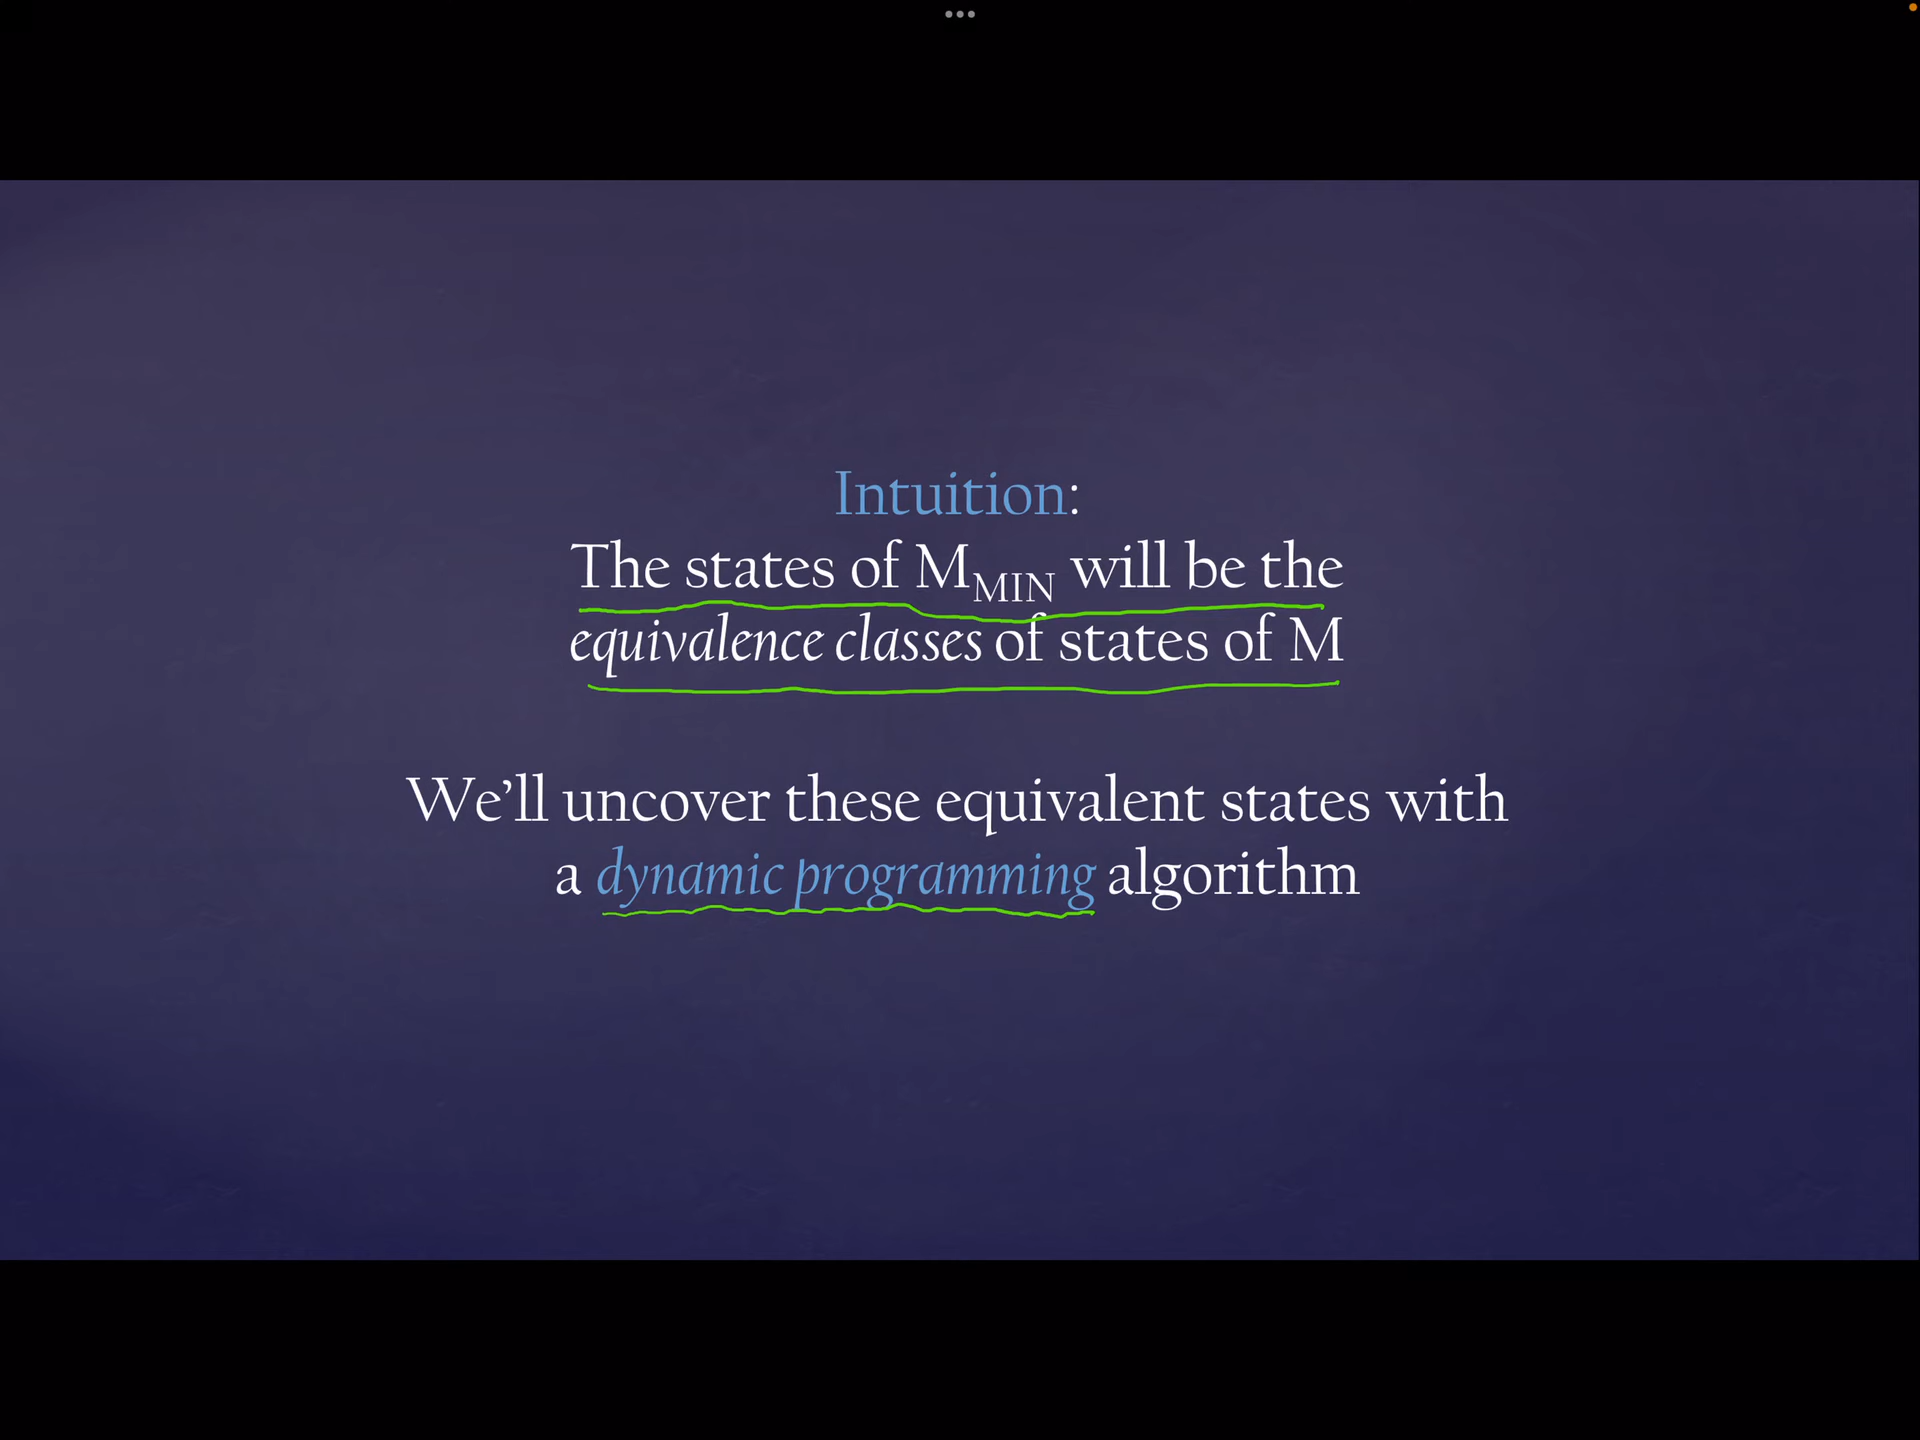 Intuition:
The states of M_MIN will be the
equivalence classes of states of M
We’ll uncover these equivalent states with
a dynamic programming algorithm